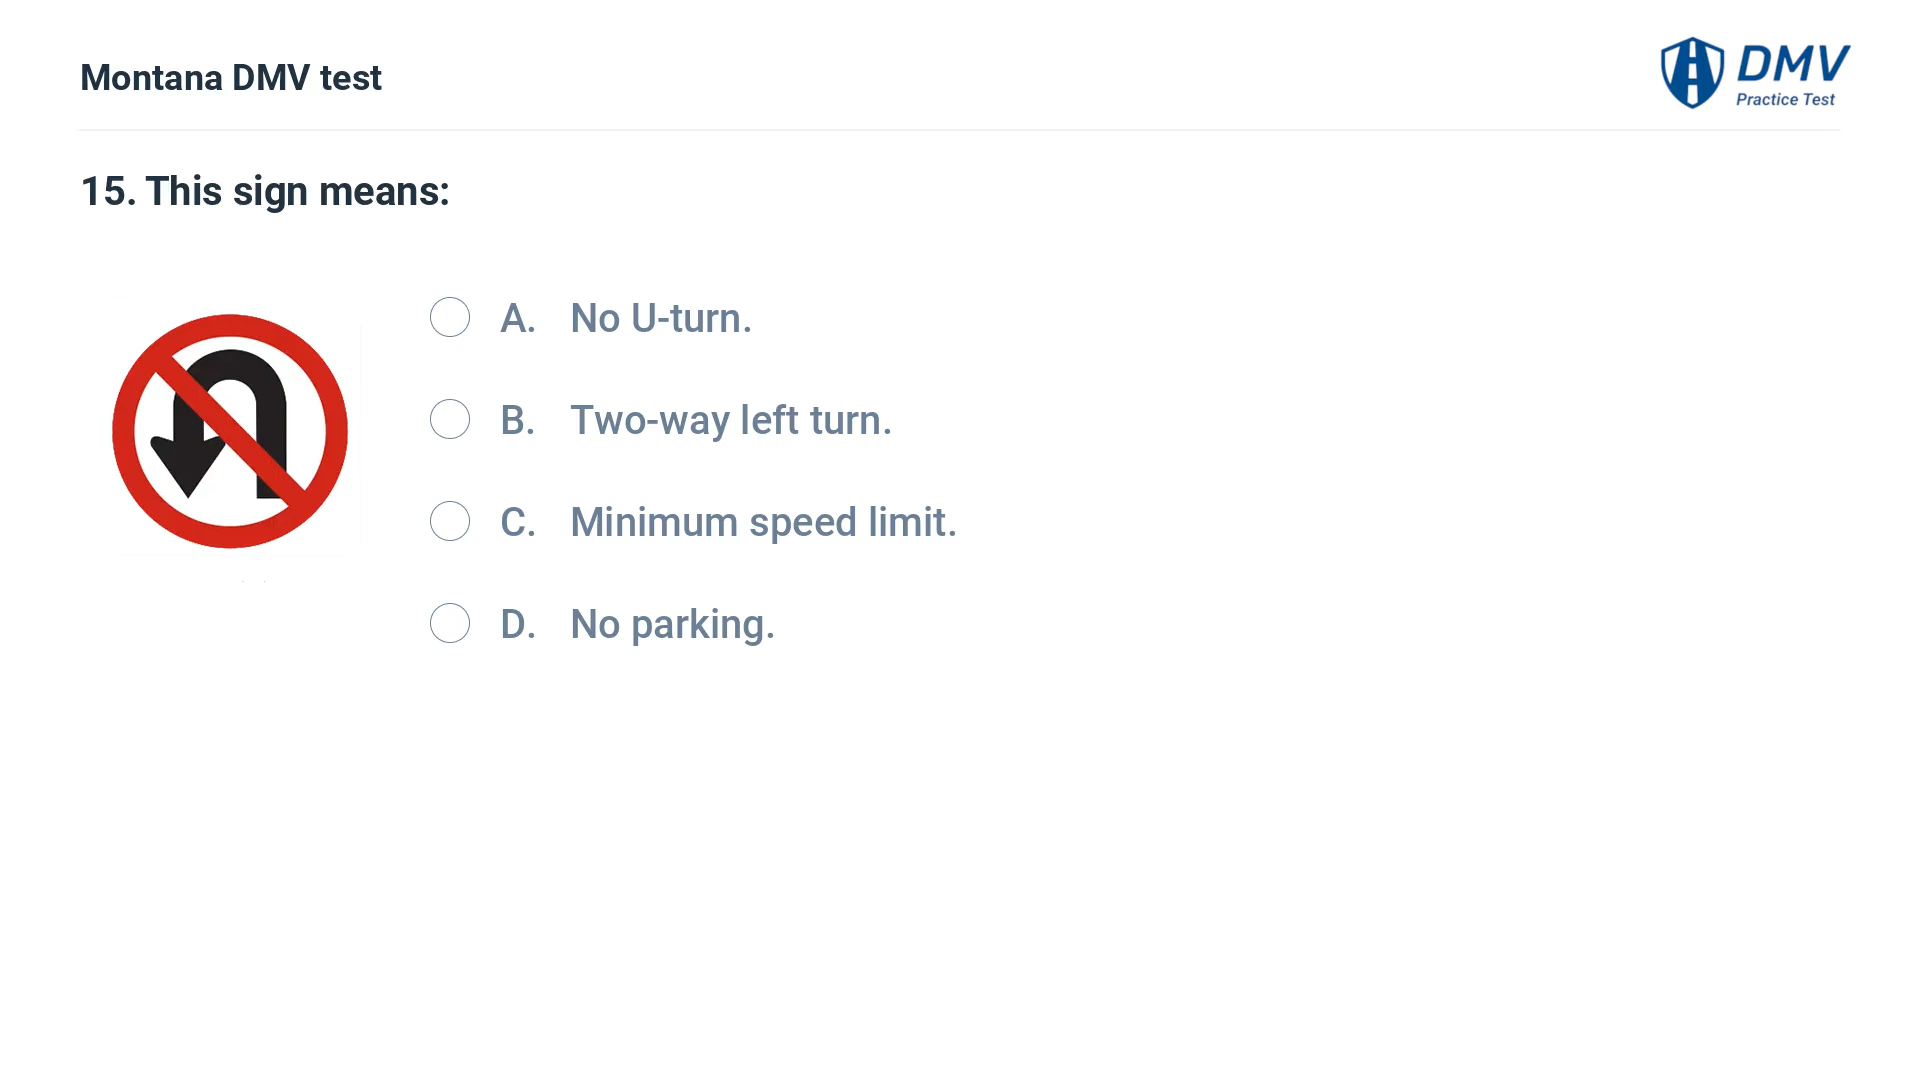 Montana DMV test
DMV
Practice Test
15. This sign means:
A. No U-turn.
B. Two-way left turn.
C. Minimum speed limit.
D. No parking.